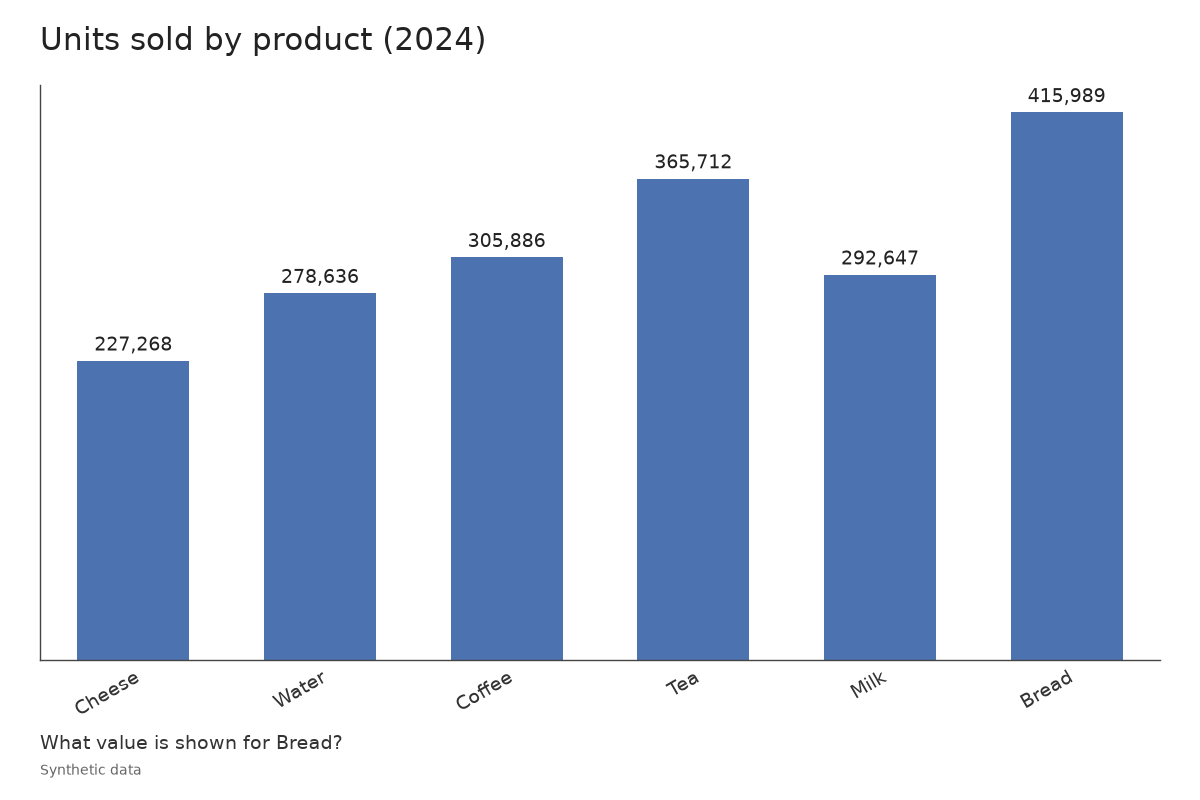 Units sold by product (2024)
415,989
365,712
305,886
292,647
278,636
227,268
Cheese
Water
Coffee
Tea
Milk
Bread
What value is shown for Bread?
Synthetic data